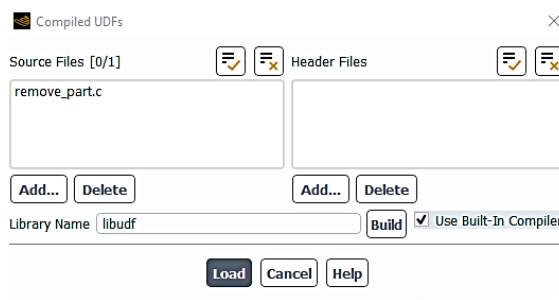 Compiled UDFs
Source Files [0/1]
Header Files
remove_part.c
Add... Delete
Add... Delete
Library Name libudf Build Use Built-In Compiler
Load Cancel Help